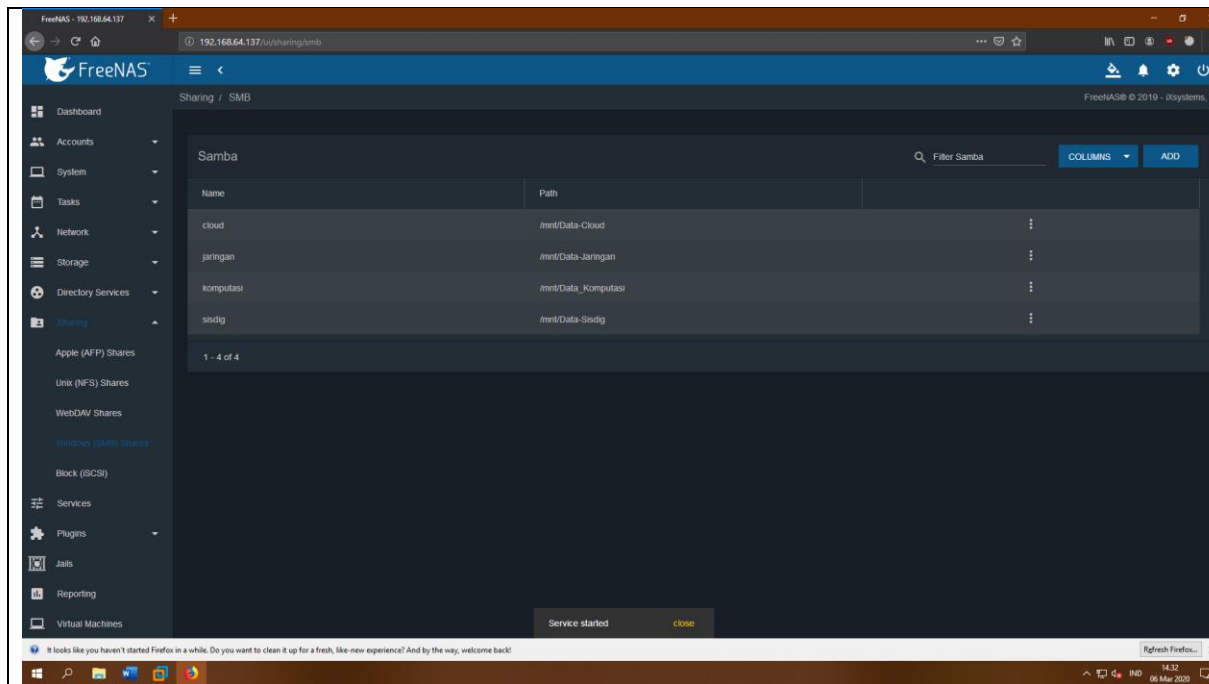 FreeNAS - 192.168.64.137
192.168.64.137/ui/sharing/smb
FreeNAS
Sharing / SMB
FreeNAS® © 2019 - iXsystems,
Dashboard
Accounts
System
Tasks
Network
Storage
Directory Services
Sharing
Apple (AFP) Shares
Unix (NFS) Shares
WebDAV Shares
Windows (SMB) Shares
Block (iSCSI)
Services
Plugins
Jails
Reporting
Virtual Machines
Samba
Filter Samba
COLUMNS
ADD
Name Path
cloud /mnt/Data-Cloud
jaringan /mnt/Data-Jaringan
komputasi /mnt/Data_Komputasi
sisdig /mnt/Data-Sisdig
1 - 4 of 4
Service started close
It looks like you haven't started Firefox in a while. Do you want to clean it up for a fresh, like-new experience? And by the way, welcome back!
Refresh Firefox...
IND
14.32
06 Mar 2020